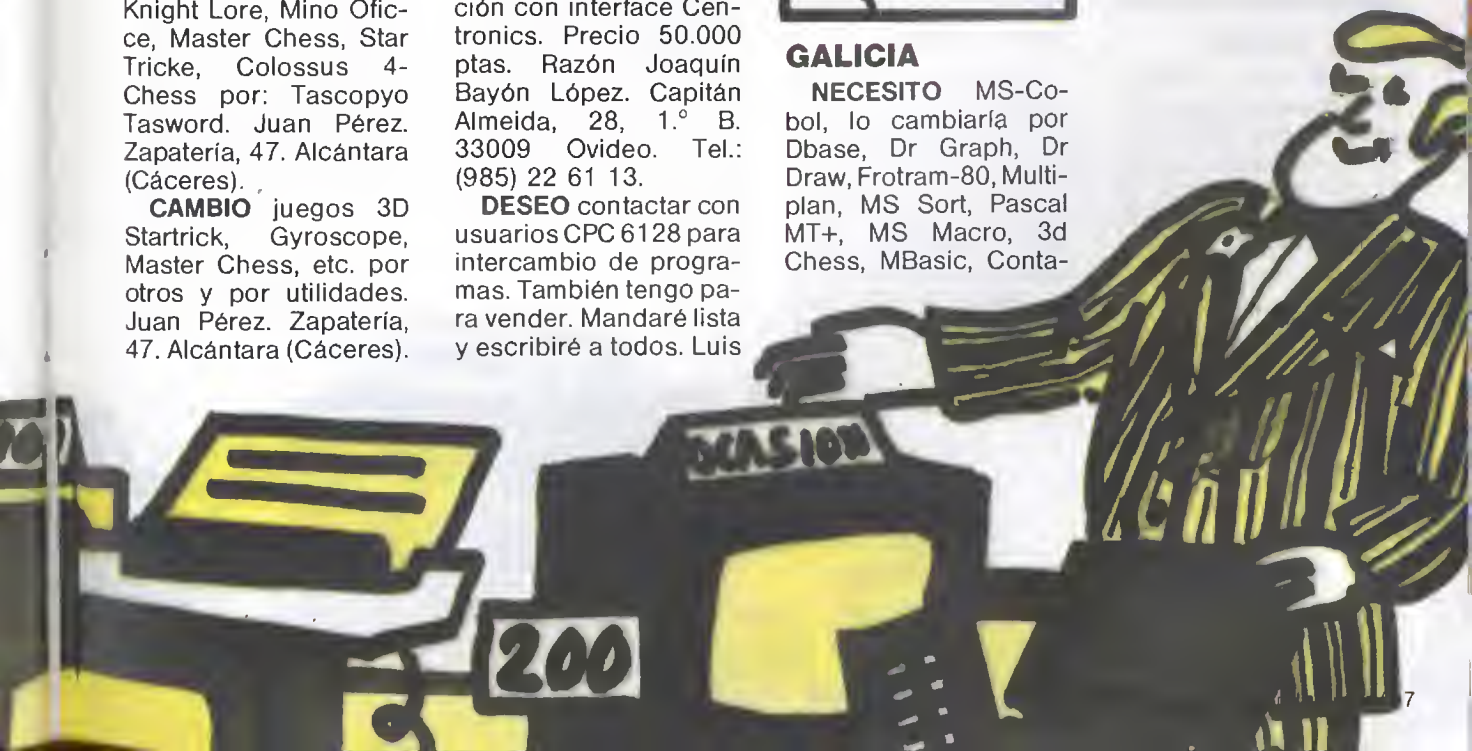 Knight Lore, Mino Ofic-
ce, Master Chess, Star
Tricke, Colossus 4-
Chess por: Tascopyo
Tasword. Juan Pérez.
Zapatería, 47. Alcántara
(Cáceres).
CAMBIO juegos 3D
Startrick, Gyroscope,
Master Chess, etc. por
otros y por utilidades.
Juan Pérez. Zapatería,
47. Alcántara (Cáceres).
ción con interface Cen-
tronics. Precio 50.000
ptas. Razón Joaquín
Bayón López. Capitán
Almeida, 28, 1.º B.
33009 Ovideo. Tel.:
(985) 22 61 13.
DESEO contactar con
usuarios CPC 6128 para
intercambio de progra-
mas. También tengo pa-
ra vender. Mandaré lista
y escribiré a todos. Luis
GALICIA
NECESITO MS-Co-
bol, lo cambiaría por
Dbase, Dr Graph, Dr
Draw, Frotram-80, Multi-
plan, MS Sort, Pascal
MT+, MS Macro, 3d
Chess, MBasic, Conta-
OCASION
200
7